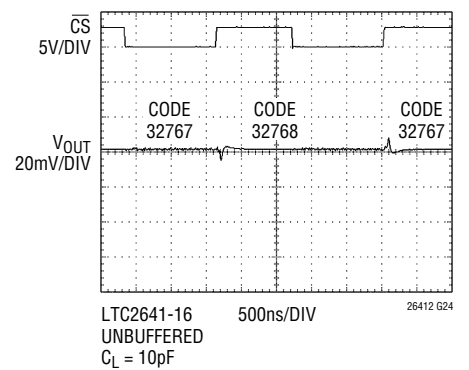 CS
5V/DIV
CODE
32767
CODE
32768
CODE
32767
VOUT
20mV/DIV
LTC2641-16
UNBUFFERED
CL = 10pF
500ns/DIV
26412 G24